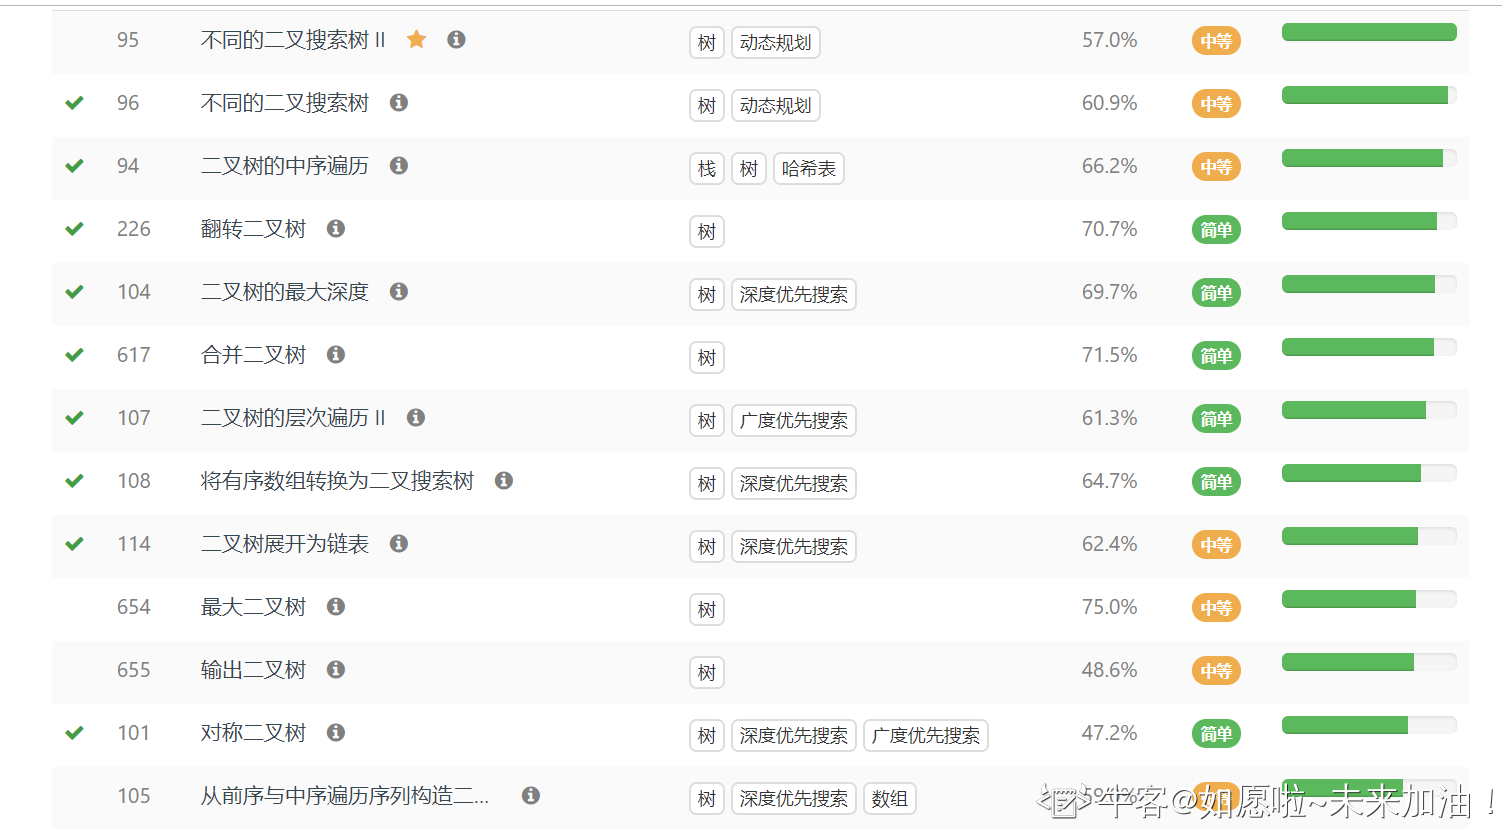 95 不同的二叉搜索树 II 树 动态规划 57.0% 中等
96 不同的二叉搜索树 树 动态规划 60.9% 中等
94 二叉树的中序遍历 栈 树 哈希表 66.2% 中等
226 翻转二叉树 树 70.7% 简单
104 二叉树的最大深度 树 深度优先搜索 69.7% 简单
617 合并二叉树 树 71.5% 简单
107 二叉树的层次遍历 II 树 广度优先搜索 61.3% 简单
108 将有序数组转换为二叉搜索树 树 深度优先搜索 64.7% 简单
114 二叉树展开为链表 树 深度优先搜索 62.4% 中等
654 最大二叉树 树 75.0% 中等
655 输出二叉树 树 48.6% 中等
101 对称二叉树 树 深度优先搜索 广度优先搜索 47.2% 简单
105 从前序与中序遍历序列构造二... 树 深度优先搜索 数组
牛客@如愿啦~未来加油！